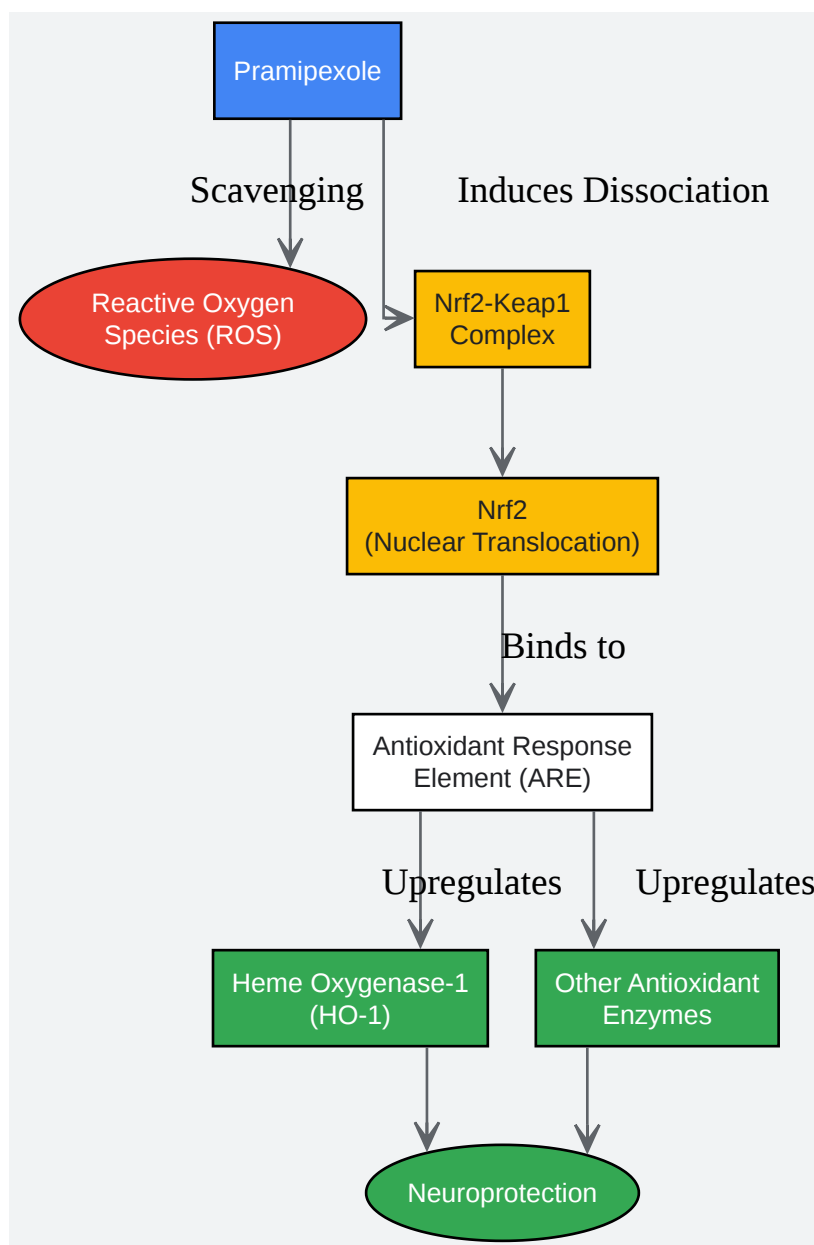 Pramipexole
Scavenging
Induces Dissociation
Reactive Oxygen
Species (ROS)
Nrf2-Keap1
Complex
Nrf2
(Nuclear Translocation)
Binds to
Antioxidant Response
Element (ARE)
Upregulates
Upregulates
Heme Oxygenase-1
(HO-1)
Other Antioxidant
Enzymes
Neuroprotection